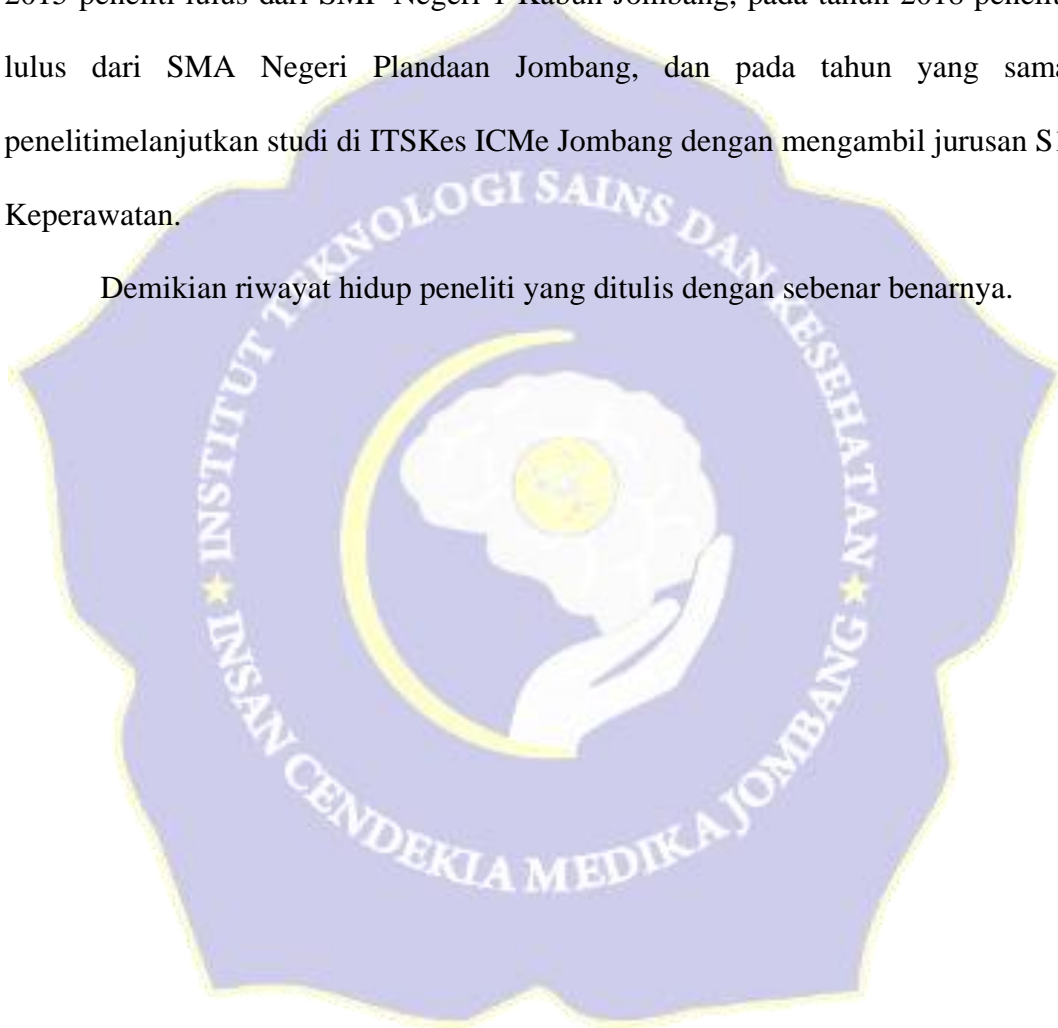 2015 peneliti lulus dari SMP Negeri 1 Kabuh Jombang, pada tahun 2018 peneliti
lulus dari SMA Negeri Plandaan Jombang, dan pada tahun yang sama
penelitimelanjutkan studi di ITSKes ICMe Jombang dengan mengambil jurusan S1
Keperawatan.
Demikian riwayat hidup peneliti yang ditulis dengan sebenar benarnya.
INSTITUT TEKNOLOGI SAINS DAN KESEHATAN
INSAN CENDEKIA MEDIKA JOMBANG